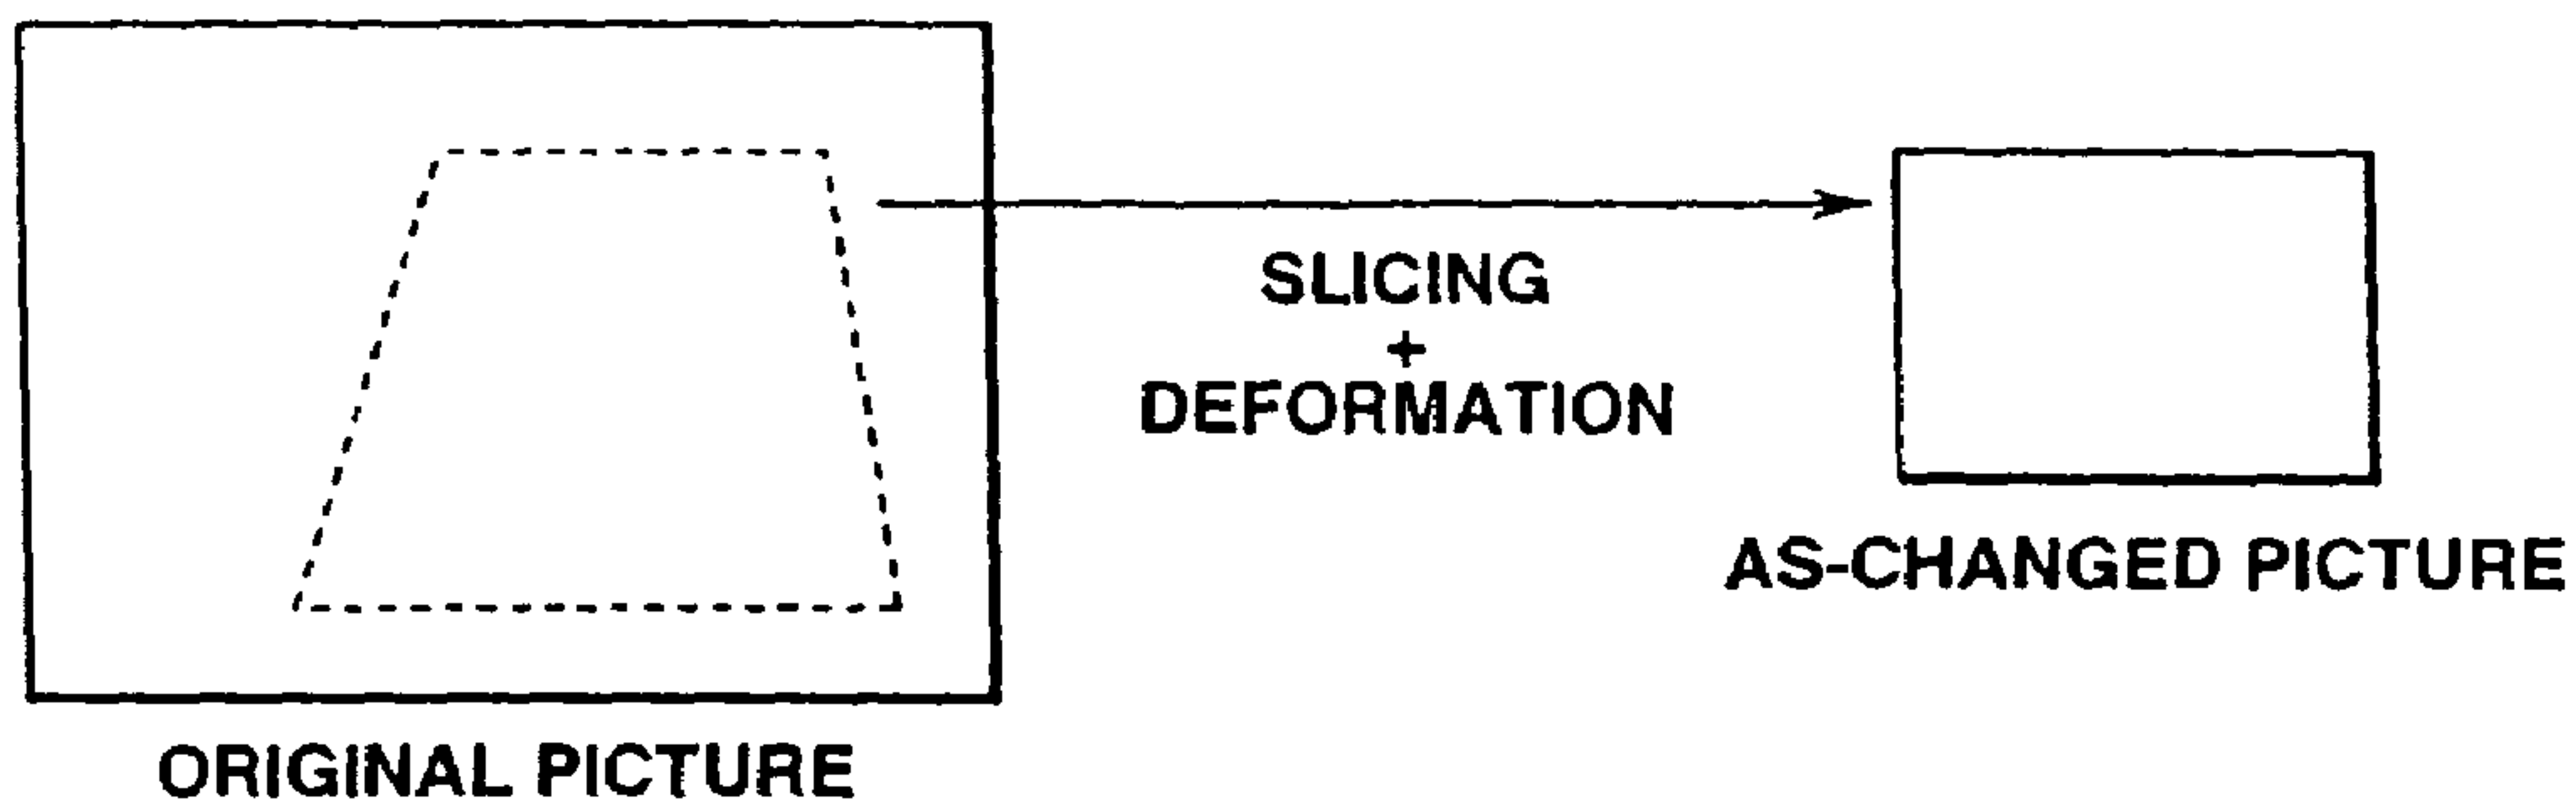 SLICING
+
DEFORMATION
AS-CHANGED PICTURE
ORIGINAL PICTURE